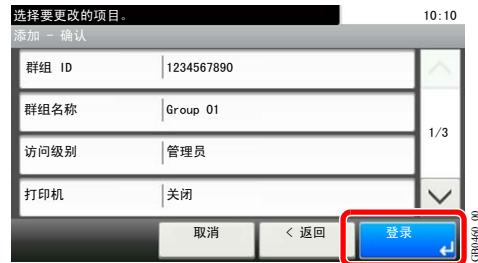 选择要更改的项目。 10:10
添加 - 确认
群组 ID 1234567890
群组名称 Group 01
1/3
访问级别 管理员
打印机 关闭
取消 < 返回 登录